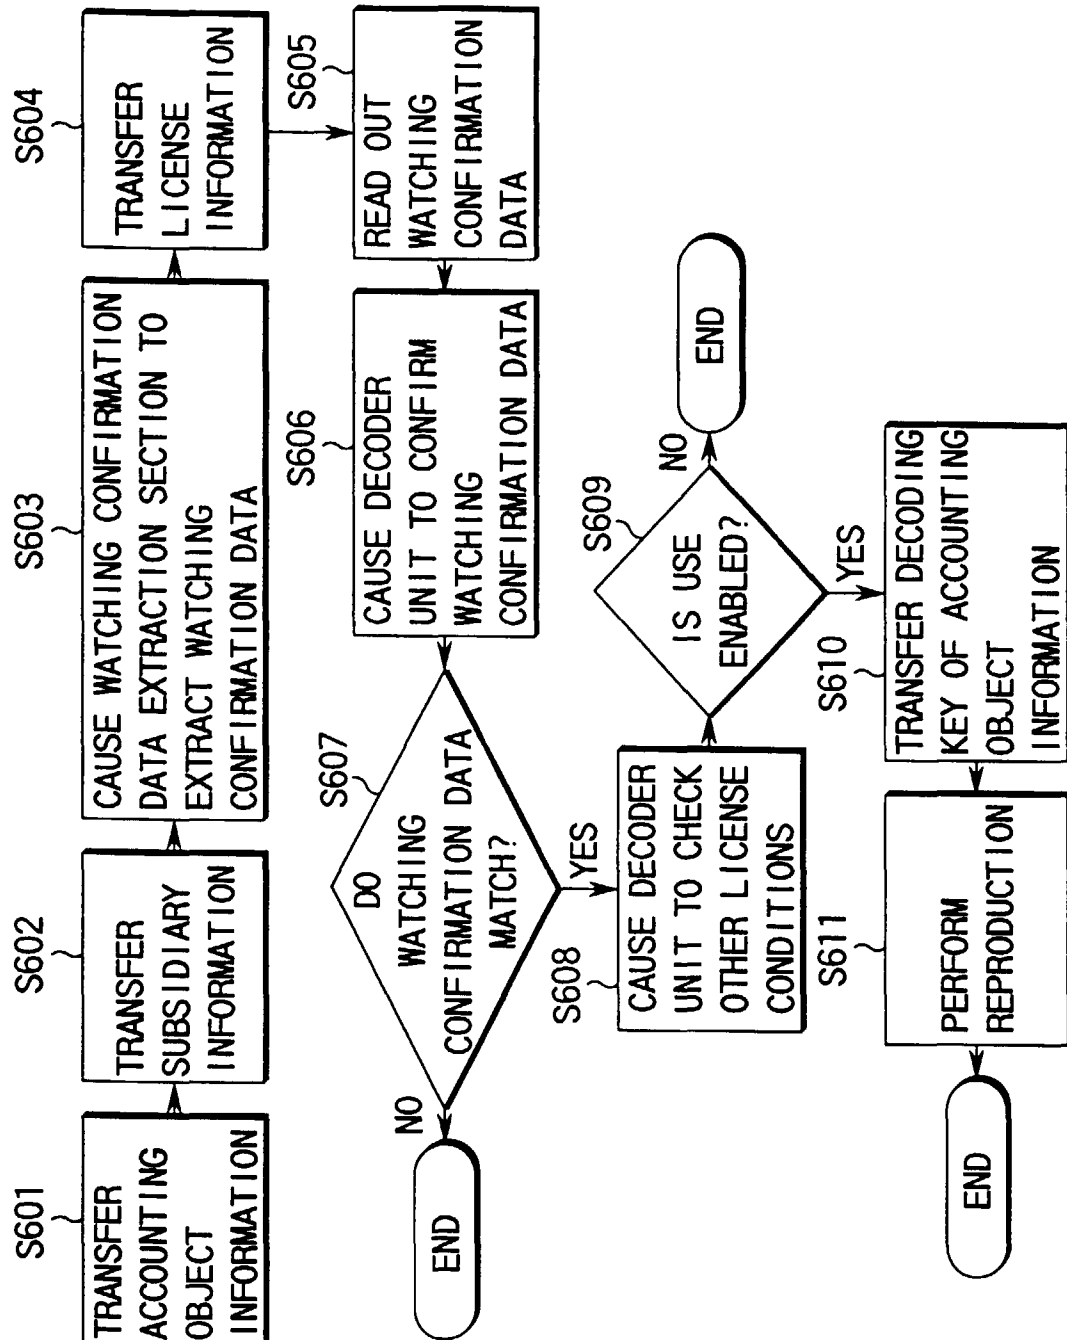 S601
TRANSFER
ACCOUNTING
OBJECT
INFORMATION
S602
TRANSFER
SUBSIDIARY
INFORMATION
S603
CAUSE WATCHING CONFIRMATION
DATA EXTRACTION SECTION TO
EXTRACT WATCHING
CONFIRMATION DATA
S604
TRANSFER
LICENSE
INFORMATION
S605
READ OUT
WATCHING
CONFIRMATION
DATA
S606
CAUSE DECODER
UNIT TO CONFIRM
WATCHING
CONFIRMATION DATA
S607
DO
WATCHING
CONFIRMATION DATA
MATCH?
NO
END
YES
S608
CAUSE DECODER
UNIT TO CHECK
OTHER LICENSE
CONDITIONS
S609
IS USE
ENABLED?
NO
END
YES
S610
TRANSFER DECODING
KEY OF ACCOUNTING
OBJECT
INFORMATION
S611
PERFORM
REPRODUCTION
END